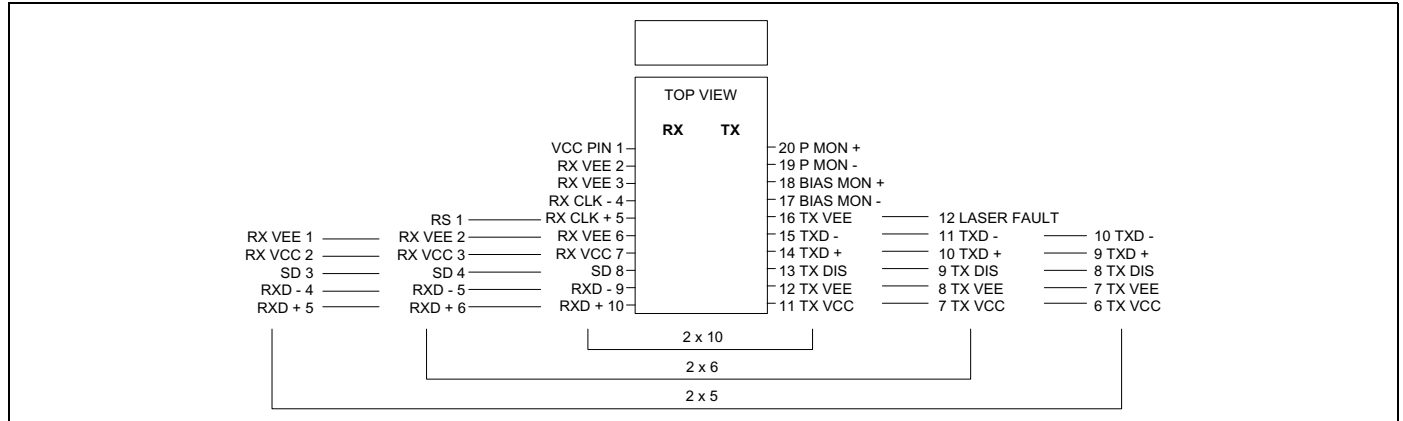 TOP VIEW
RX TX
VCC PIN 1 20 P MON +
RX VEE 2 19 P MON -
RX VEE 3 18 BIAS MON +
RX CLK - 4 17 BIAS MON -
RS 1 RX CLK + 5 16 TX VEE 12 LASER FAULT
RX VEE 1 RX VEE 2 RX VEE 6 15 TXD - 11 TXD - 10 TXD -
RX VCC 2 RX VCC 3 RX VCC 7 14 TXD + 10 TXD + 9 TXD +
SD 3 SD 4 SD 8 13 TX DIS 9 TX DIS 8 TX DIS
RXD - 4 RXD - 5 RXD - 9 12 TX VEE 8 TX VEE 7 TX VEE
RXD + 5 RXD + 6 RXD + 10 11 TX VCC 7 TX VCC 6 TX VCC
2 x 10
2 x 6
2 x 5